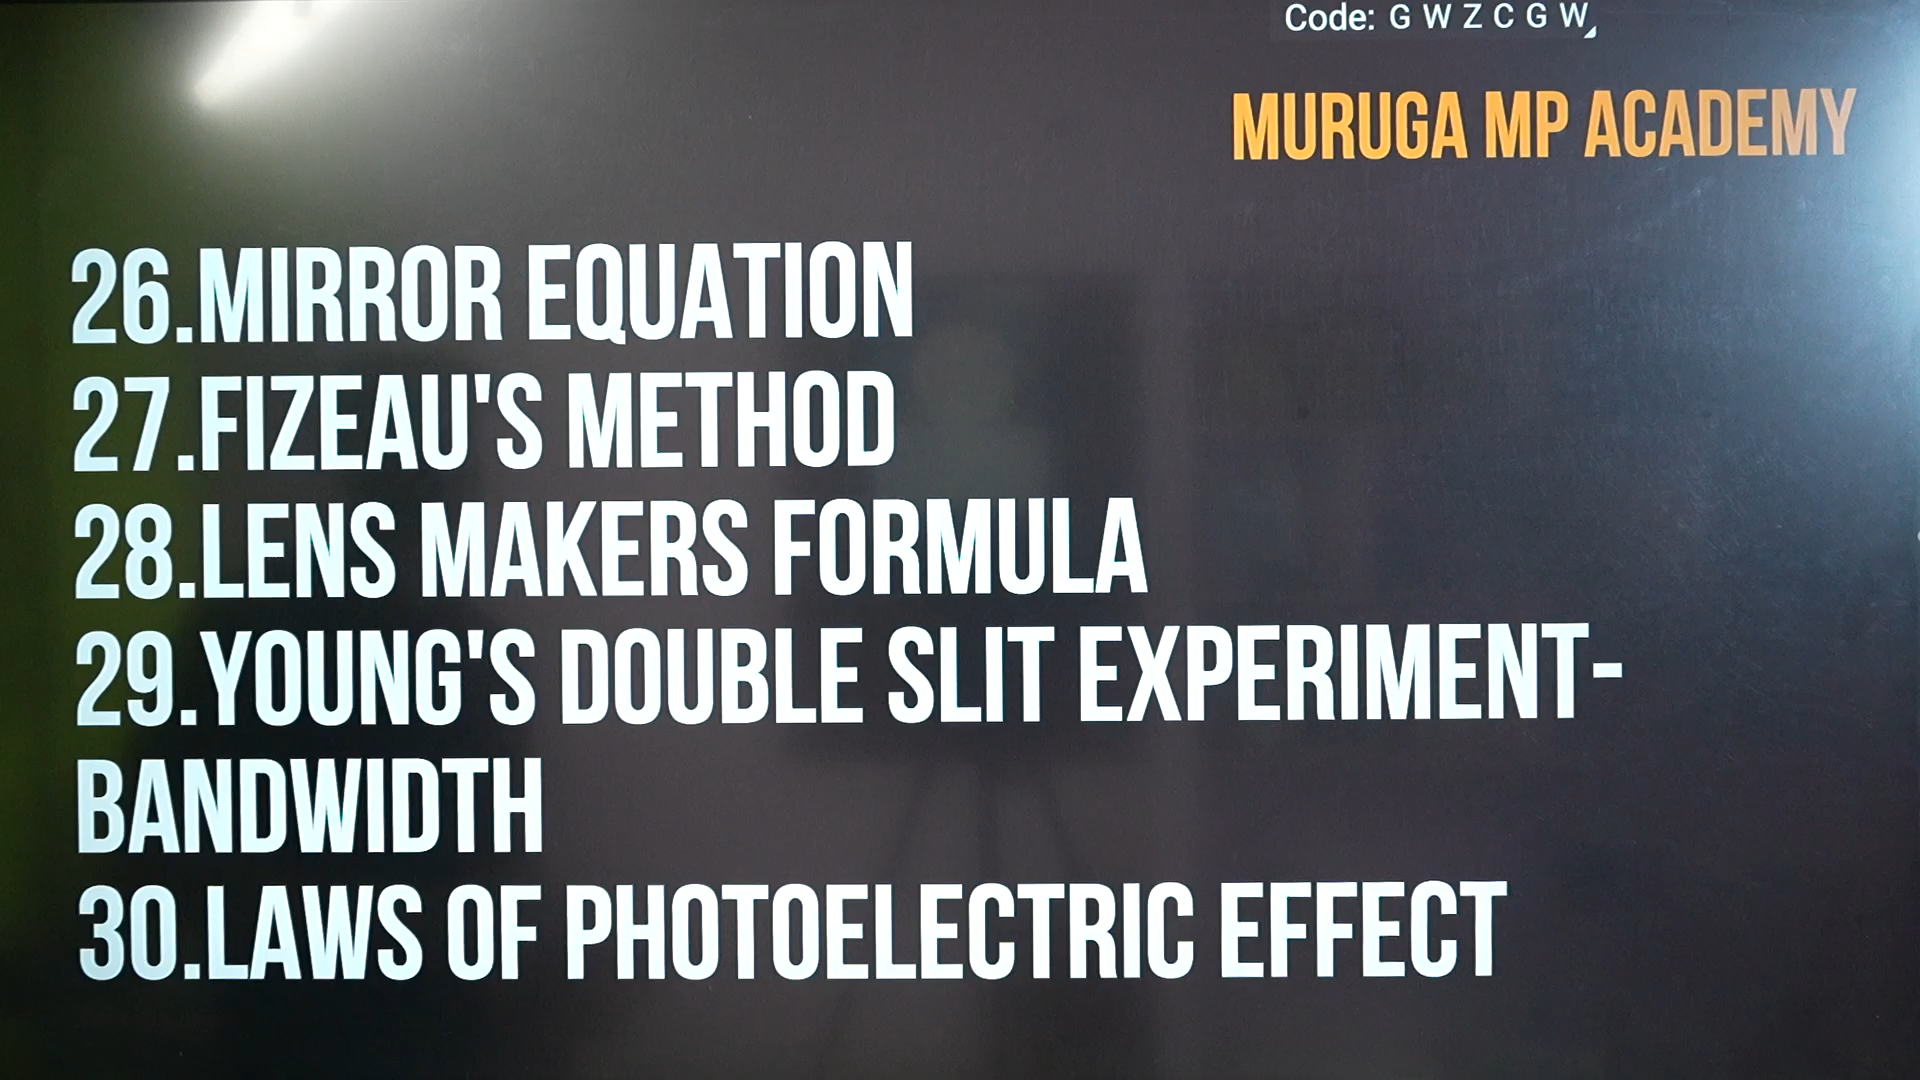 Code: G W Z C G W
MURUGA MP ACADEMY
26.MIRROR EQUATION
27.FIZEAU'S METHOD
28.LENS MAKERS FORMULA
29.YOUNG'S DOUBLE SLIT EXPERIMENT-
BANDWIDTH
30.LAWS OF PHOTOELECTRIC EFFECT